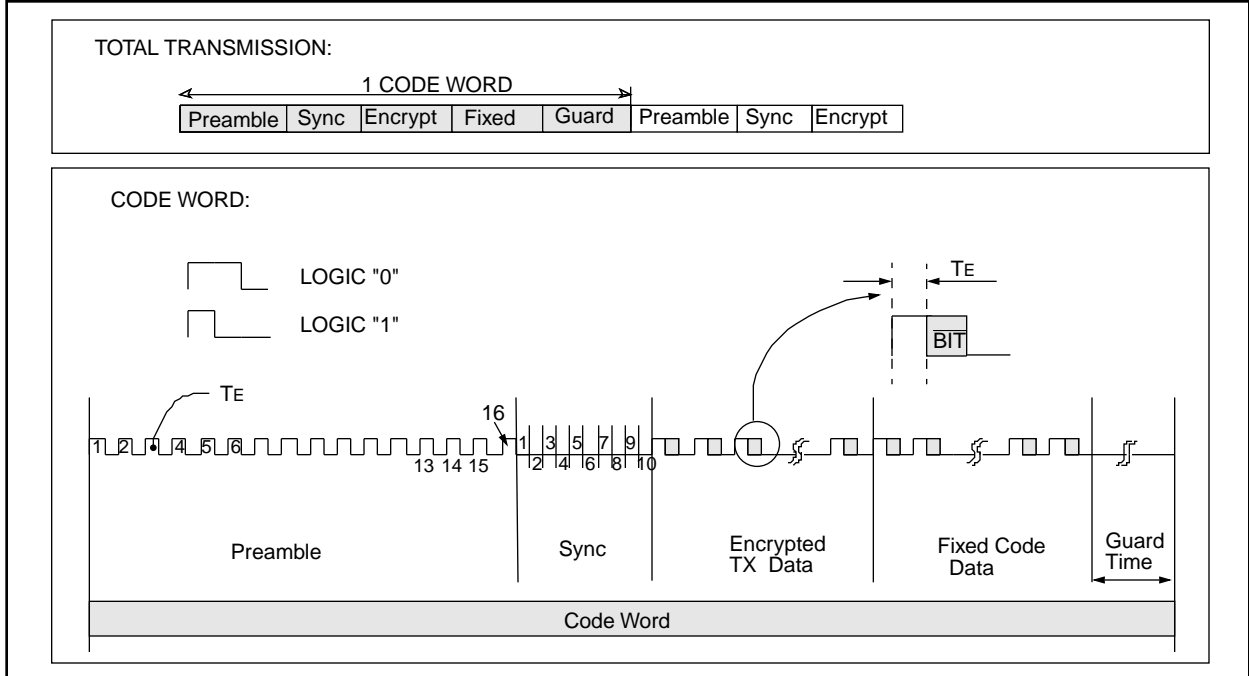 TOTAL TRANSMISSION:
1 CODE WORD
Preamble Sync Encrypt Fixed Guard Preamble Sync Encrypt
CODE WORD:
LOGIC "0"
TE
LOGIC "1"
BIT
TE
16
1 2 4 5 6 1 3 5 7 9
13 14 15 2 4 6 8 10
Preamble
Sync
Encrypted
TX Data
Fixed Code
Data
Guard
Time
Code Word